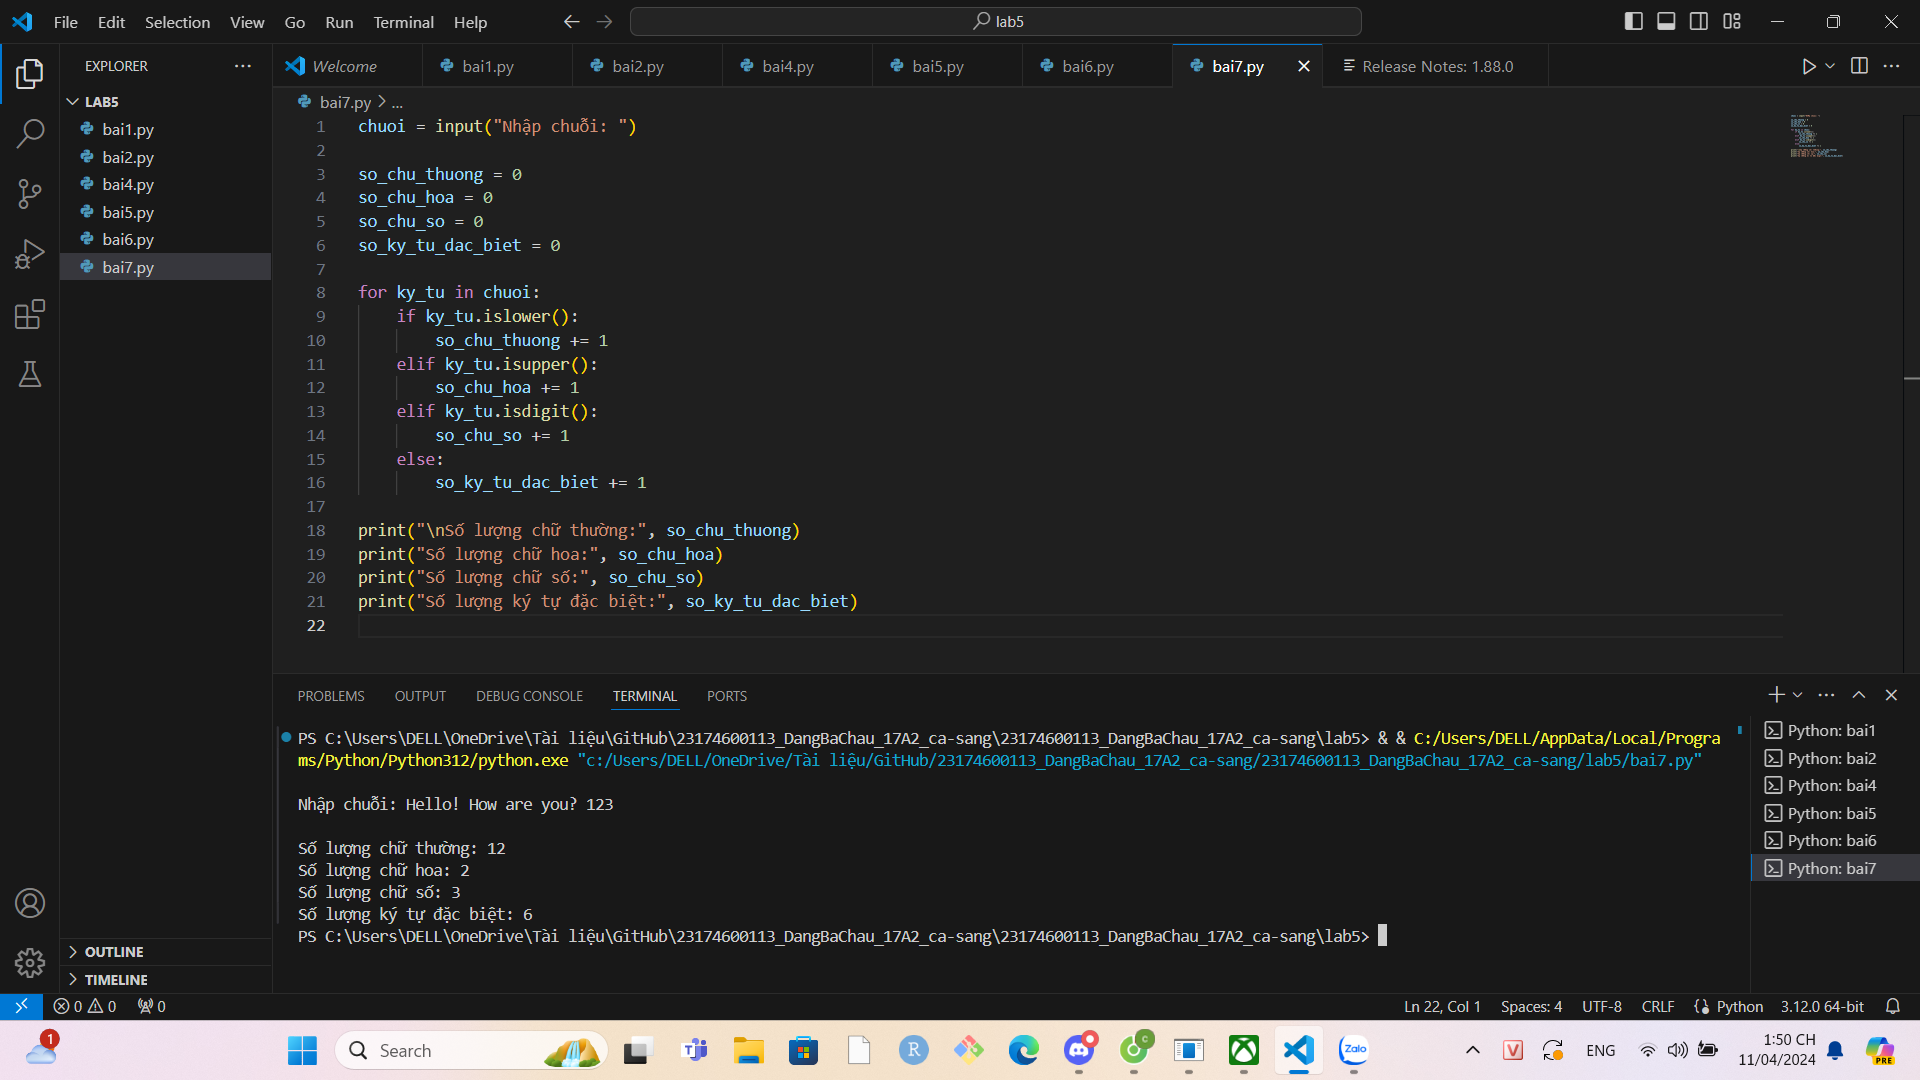 File Edit Selection View Go Run Terminal Help
lab5
EXPLORER
LAB5
bai1.py
bai2.py
bai4.py
bai5.py
bai6.py
bai7.py
OUTLINE
TIMELINE
Welcome bai1.py bai2.py bai4.py bai5.py bai6.py bai7.py Release Notes: 1.88.0
bai7.py > ...
1 chuoi = input("Nhập chuỗi: ")
2
3 so_chu_thuong = 0
4 so_chu_hoa = 0
5 so_chu_so = 0
6 so_ky_tu_dac_biet = 0
7
8 for ky_tu in chuoi:
9 if ky_tu.islower():
10 so_chu_thuong += 1
11 elif ky_tu.isupper():
12 so_chu_hoa += 1
13 elif ky_tu.isdigit():
14 so_chu_so += 1
15 else:
16 so_ky_tu_dac_biet += 1
17
18 print("\nSố lượng chữ thường:", so_chu_thuong)
19 print("Số lượng chữ hoa:", so_chu_hoa)
20 print("Số lượng chữ số:", so_chu_so)
21 print("Số lượng ký tự đặc biệt:", so_ky_tu_dac_biet)
22
PROBLEMS OUTPUT DEBUG CONSOLE TERMINAL PORTS
PS C:\Users\DELL\OneDrive\Tài liệu\GitHub\23174600113_DangBaChau_17A2_ca-sang\23174600113_DangBaChau_17A2_ca-sang\lab5> & & C:/Users/DELL/AppData/Local/Progra
ms/Python/Python312/python.exe "c:/Users/DELL/OneDrive/Tài liệu/GitHub/23174600113_DangBaChau_17A2_ca-sang/23174600113_DangBaChau_17A2_ca-sang/lab5/bai7.py"
Nhập chuỗi: Hello! How are you? 123
Số lượng chữ thường: 12
Số lượng chữ hoa: 2
Số lượng chữ số: 3
Số lượng ký tự đặc biệt: 6
PS C:\Users\DELL\OneDrive\Tài liệu\GitHub\23174600113_DangBaChau_17A2_ca-sang\23174600113_DangBaChau_17A2_ca-sang\lab5>
Python: bai1
Python: bai2
Python: bai4
Python: bai5
Python: bai6
Python: bai7
0 0 0
Ln 22, Col 1 Spaces: 4 UTF-8 CRLF Python 3.12.0 64-bit
1
Search
R
C
Zalo
V
ENG
1:50 CH
11/04/2024
PRE